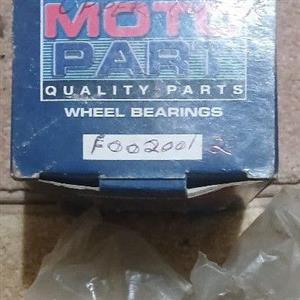 MOTO
PART
QUALITY PARTS
WHEEL BEARINGS
F002001